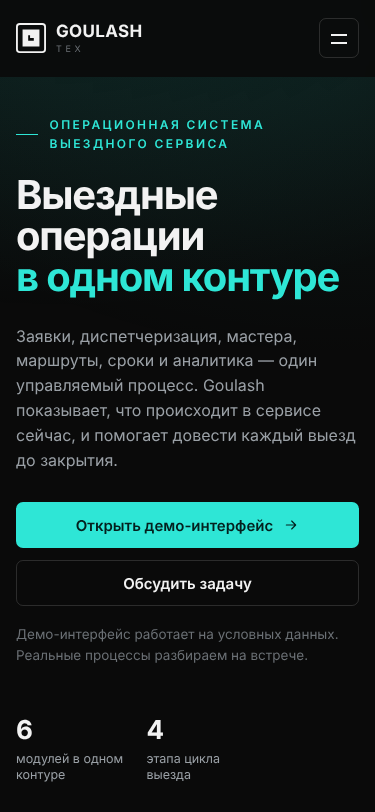 GOULASH
ТЕХ
ОПЕРАЦИОННАЯ СИСТЕМА
ВЫЕЗДНОГО СЕРВИСА
Выездные
операции
в одном контуре
Заявки, диспетчеризация, мастера,
маршруты, сроки и аналитика — один
управляемый процесс. Goulash
показывает, что происходит в сервисе
сейчас, и помогает довести каждый выезд
до закрытия.
Открыть демо-интерфейс →
Обсудить задачу
Демо-интерфейс работает на условных данных.
Реальные процессы разбираем на встрече.
6
модулей в одном
контуре
4
этапа цикла
выезда